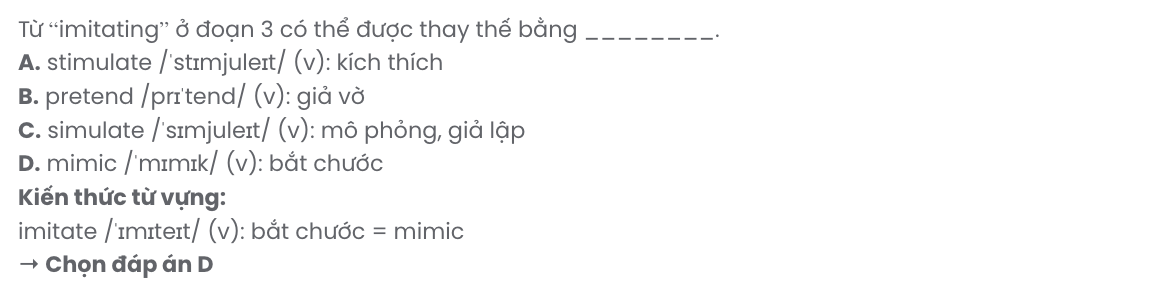 Từ “imitating” ở đoạn 3 có thể được thay thế bằng ________.
A. stimulate /ˈstɪmjuleɪt/ (v): kích thích
B. pretend /prɪˈtend/ (v): giả vờ
C. simulate /ˈsɪmjuleɪt/ (v): mô phỏng, giả lập
D. mimic /ˈmɪmɪk/ (v): bắt chước
Kiến thức từ vựng:
imitate /ˈɪmɪteɪt/ (v): bắt chước = mimic
→ Chọn đáp án D